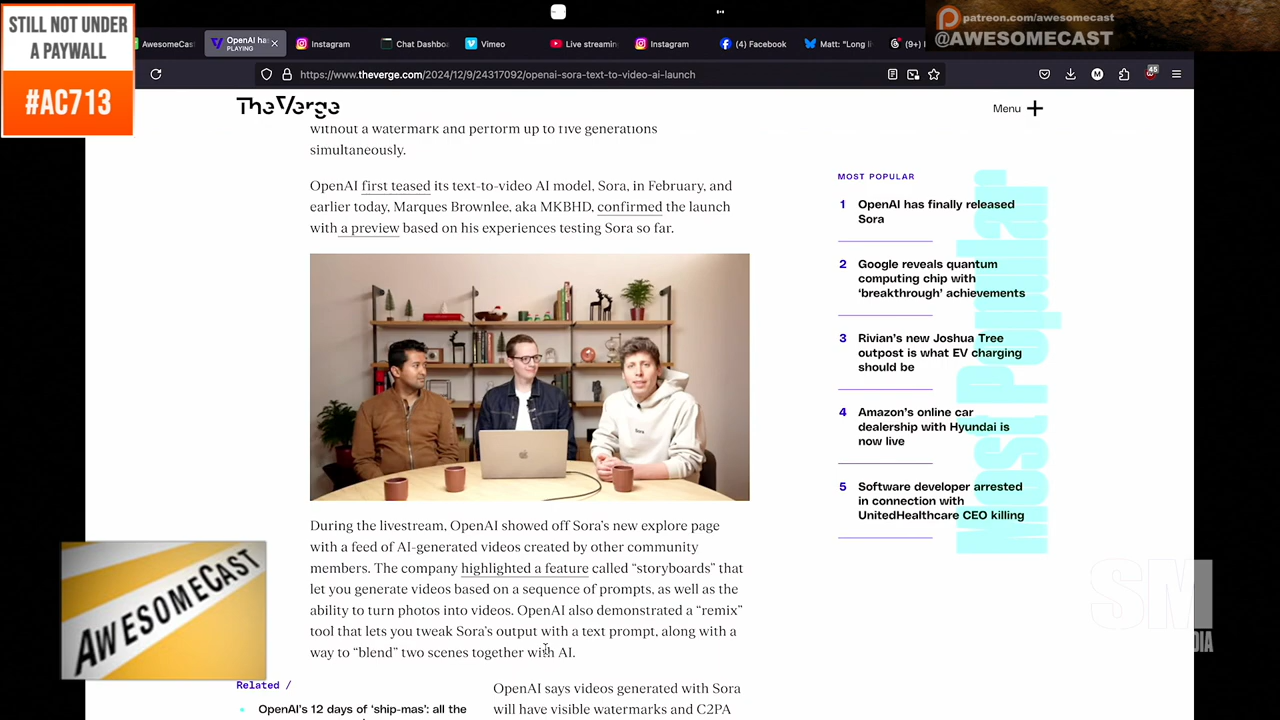 STILL NOT UNDER
A PAYWALL
#AC713
patreon.com/awesomecast
@AWESOMECAST
AwesomeCas
OpenAI ha
PLAYING
Instagram
Chat Dashbo
Vimeo
Live streamin
Instagram
(4) Facebook
Matt: "Long li
(9+) I
https://www.theverge.com/2024/12/9/24317092/openai-sora-text-to-video-ai-launch
M
45
TheVerge
Menu
without a watermark and perform up to five generations
simultaneously.
OpenAI first teased its text-to-video AI model, Sora, in February, and
earlier today, Marques Brownlee, aka MKBHD, confirmed the launch
with a preview based on his experiences testing Sora so far.
During the livestream, OpenAI showed off Sora's new explore page
with a feed of AI-generated videos created by other community
members. The company highlighted a feature called “storyboards” that
let you generate videos based on a sequence of prompts, as well as the
ability to turn photos into videos. OpenAI also demonstrated a “remix”
tool that lets you tweak Sora's output with a text prompt, along with a
way to “blend” two scenes together with AI.
Related /
OpenAI's 12 days of 'ship-mas': all the
OpenAI says videos generated with Sora
will have visible watermarks and C2PA
MOST POPULAR
Most Popular
1 OpenAI has finally released
Sora
2 Google reveals quantum
computing chip with
‘breakthrough’ achievements
3 Rivian's new Joshua Tree
outpost is what EV charging
should be
4 Amazon's online car
dealership with Hyundai is
now live
5 Software developer arrested
in connection with
UnitedHealthcare CEO killing
AWESOMECAST
SM
DIA